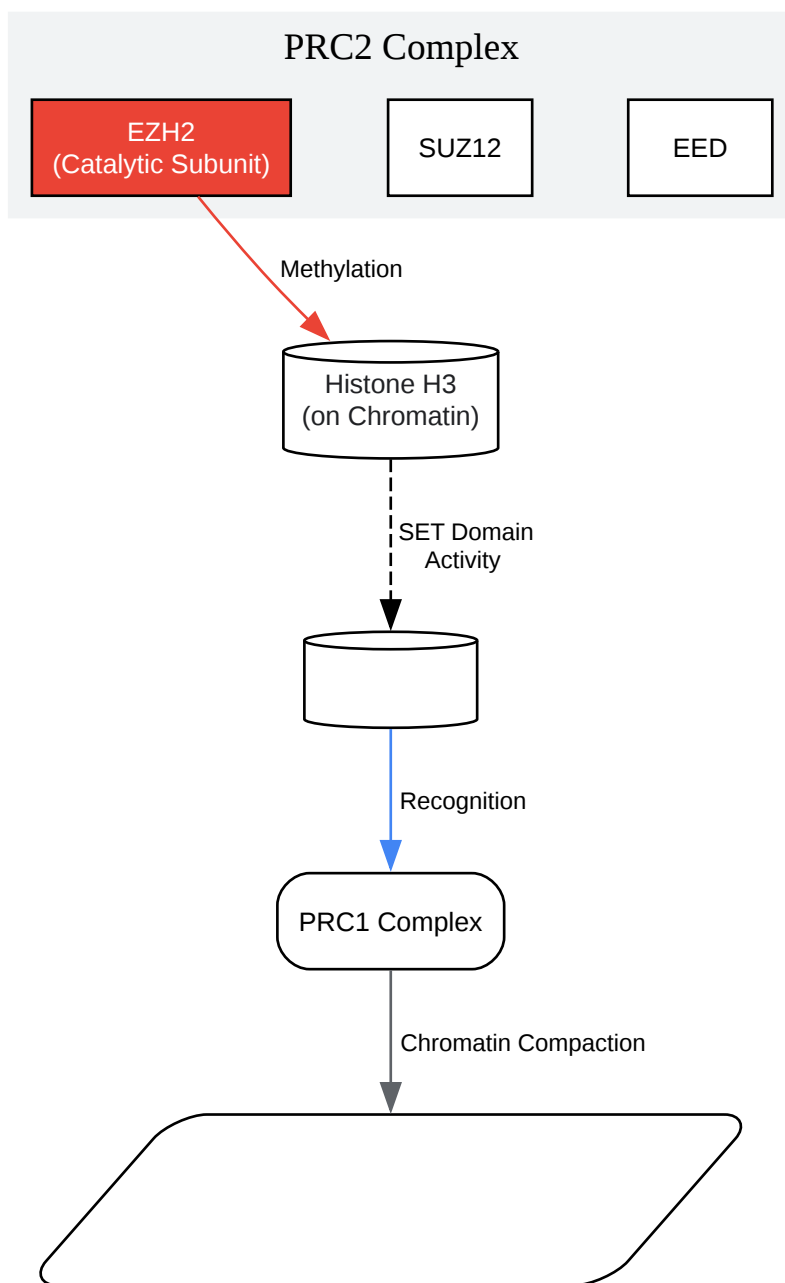 PRC2 Complex
EZH2
(Catalytic Subunit)
SUZ12
EED
Methylation
Histone H3
(on Chromatin)
SET Domain
Activity
Recognition
PRC1 Complex
Chromatin Compaction